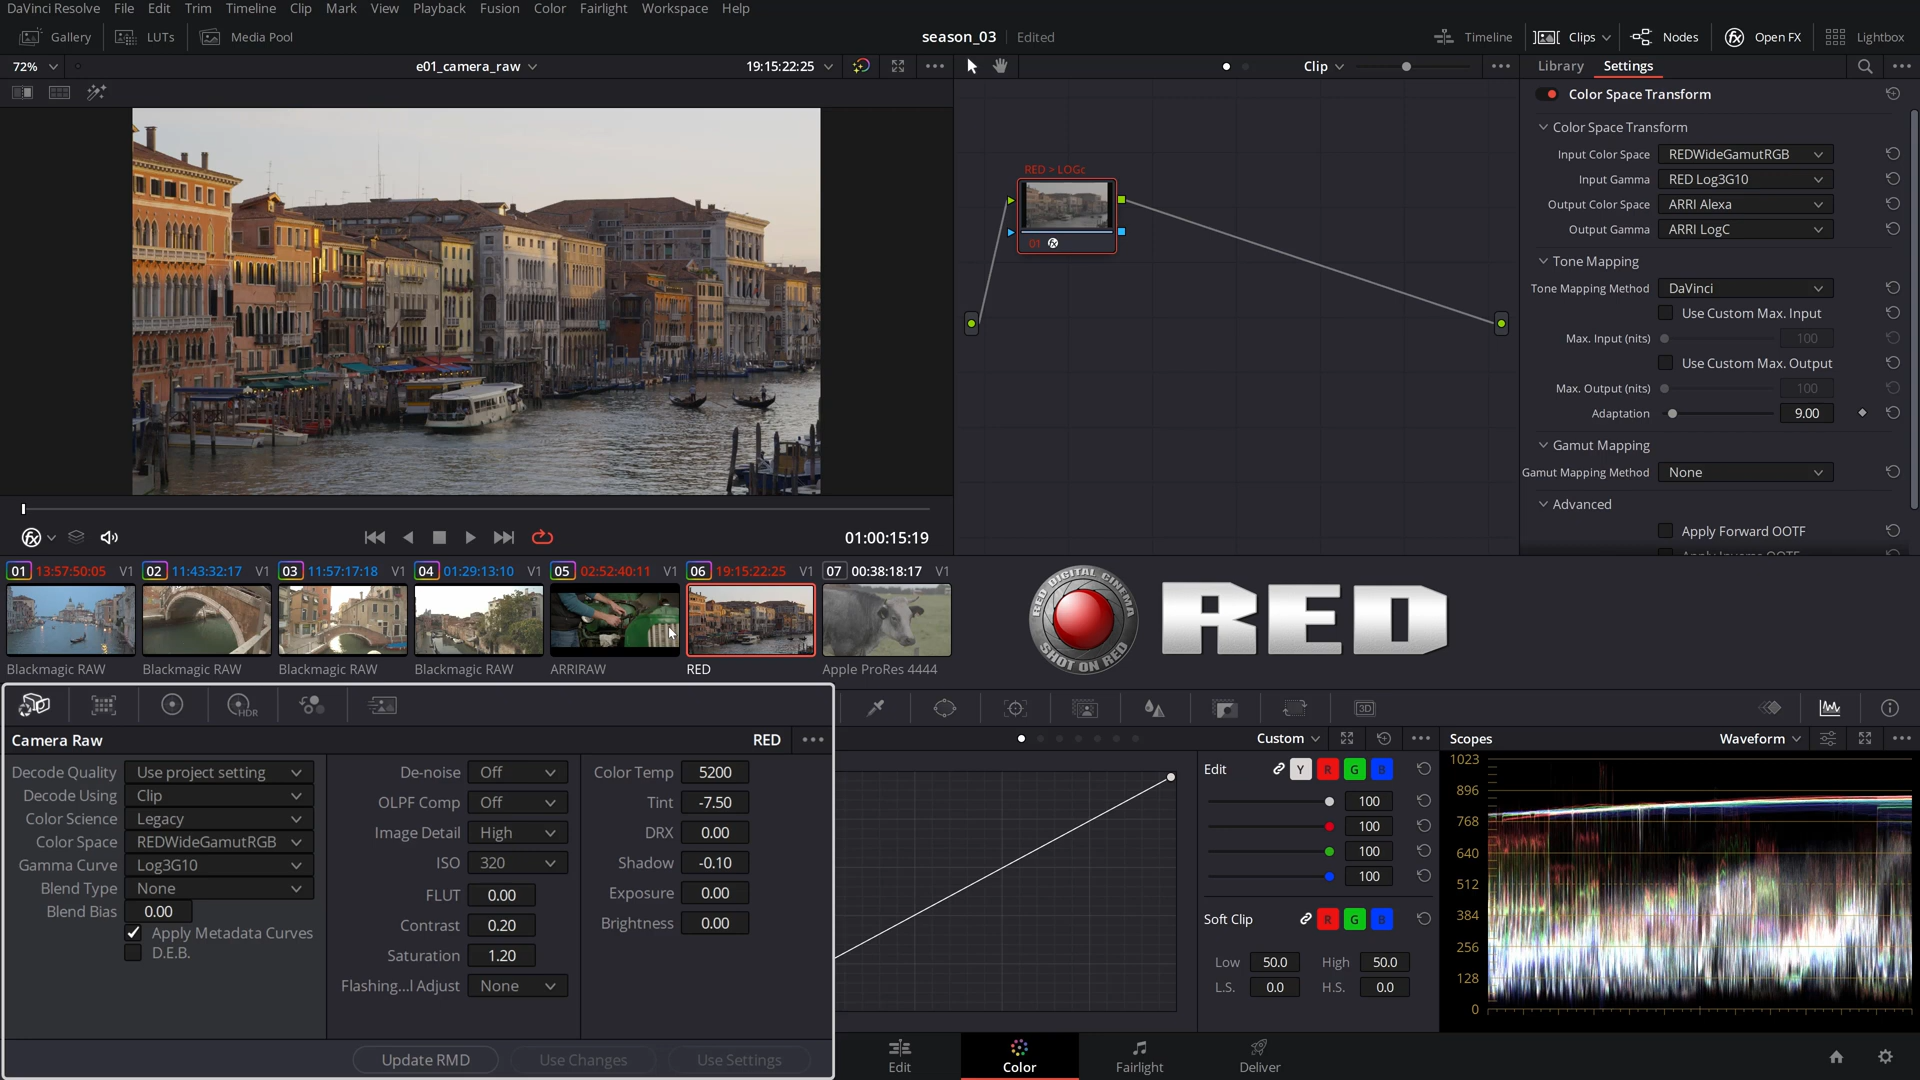 DaVinci Resolve File Edit Trim Timeline Clip Mark View Playback Fusion Color Fairlight Workspace Help
Gallery LUTs Media Pool season_03 Edited Timeline Clips Nodes Open FX Lightbox
72% e01_camera_raw 19:15:22:25 Clip Library Settings
Color Space Transform
Color Space Transform
Input Color Space REDWideGamutRGB
Input Gamma RED Log3G10
Output Color Space ARRI Alexa
Output Gamma ARRI LogC
Tone Mapping
Tone Mapping Method DaVinci
Use Custom Max. Input
Max. Input (nits) 100
Use Custom Max. Output
Max. Output (nits) 100
Adaptation 9.00
Gamut Mapping
Gamut Mapping Method None
Advanced
Apply Forward OOTF
RED > LOGc
01
01:00:15:19
01 13:57:50:05 V1 02 11:43:32:17 V1 03 11:57:17:18 V1 04 01:29:13:10 V1 05 02:52:40:11 V1 06 19:15:22:25 V1 07 00:38:18:17 V1
Blackmagic RAW Blackmagic RAW Blackmagic RAW Blackmagic RAW ARRIRAW RED Apple ProRes 4444
RED DIGITAL CINEMA
SHOT ON RED
RED
HDR
3D
Camera Raw RED
Decode Quality Use project setting
Decode Using Clip
Color Science Legacy
Color Space REDWideGamutRGB
Gamma Curve Log3G10
Blend Type None
Blend Bias 0.00
Apply Metadata Curves
D.E.B.
De-noise Off
OLPF Comp Off
Image Detail High
ISO 320
FLUT 0.00
Contrast 0.20
Saturation 1.20
Flashing...l Adjust None
Color Temp 5200
Tint -7.50
DRX 0.00
Shadow -0.10
Exposure 0.00
Brightness 0.00
Update RMD Use Changes Use Settings
Custom
Edit Y R G B
100
100
100
100
Soft Clip R G B
Low 50.0 High 50.0
L.S. 0.0 H.S. 0.0
Scopes Waveform
1023
896
768
640
512
384
256
128
0
Edit Color Fairlight Deliver